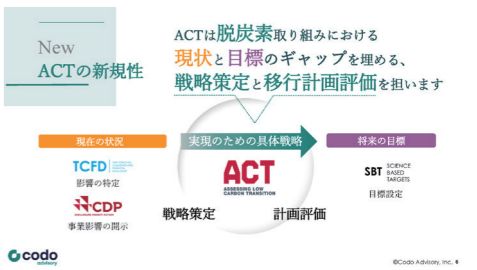 New
ACTの新規性
ACTは脱炭素取り組みにおける
現状と目標のギャップを埋める、
戦略策定と移行計画評価を担います
現在の状況
実現のための具体戦略
将来の目標
TCFD
影響の特定
CDP
事業影響の開示
ACT
ASSESSING LOW
CARBON TRANSITION
戦略策定
計画評価
SBT
SCIENCE
BASED
TARGETS
目標設定
codo
advisory
©Codo Advisory, Inc.